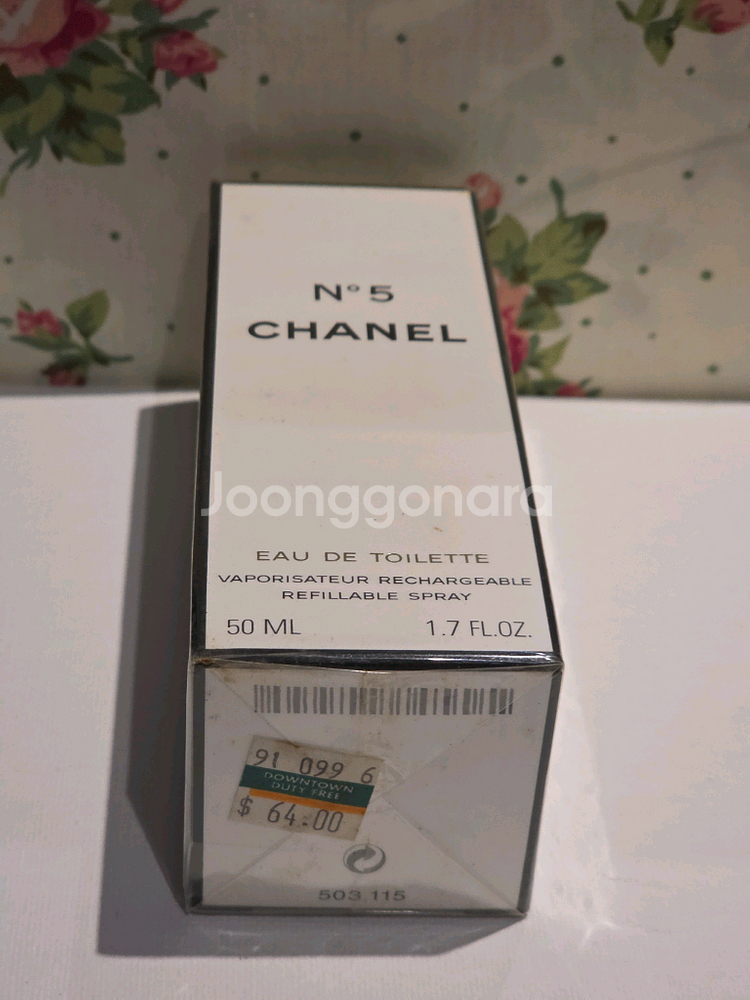 N°5
CHANEL
Joonggonara
EAU DE TOILETTE
VAPORISATEUR RECHARGEABLE
REFILLABLE SPRAY
50 ML 1.7 FL.OZ.
91 099 6
DOWNTOWN
DUTY FREE
$ 64.00
503.115